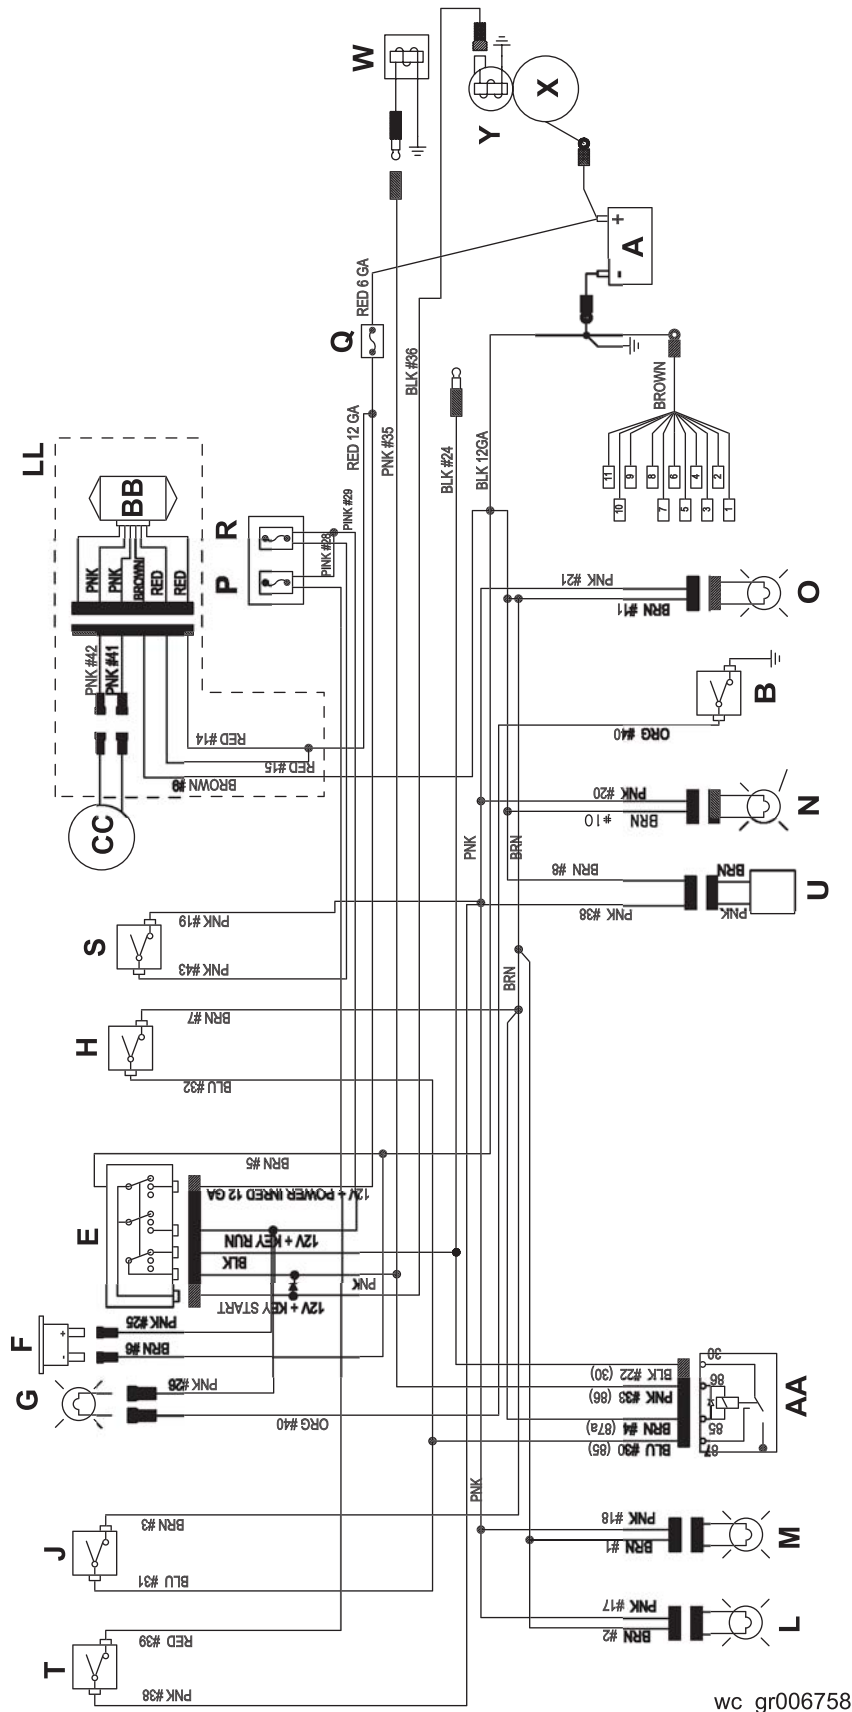 W
X
Y
A
+
-
RED 6 GA
Q
BLK #36
LL
RED 12 GA
PNK #35
BLK #24
BLK 12GA
BROWN
BB
PNK
PNK
BROWN
RED
RED
R
P
PINK #29
PINK #28
11
9
8
6
4
2
10
7
5
3
1
PNK #21
BRN #11
O
PNK #42
PNK #41
RED #14
RED #15
BROWN #9
B
ORG #40
PNK #20
BRN #10
N
CC
PNK
BRN
BRN #8
PNK #38
BRN
PNK
U
S
PNK #19
PNK #43
BRN
H
BRN #7
BLU #32
BRN #5
E
12V + POWER INRED 12 GA
12V + KEY RUN
BLK
PNK
12V + KEY START
F
+
-
PNK #25
BRN #6
G
PNK #26
ORG #40
BLK #22 (30)
PNK #33 (86)
BRN #4 (87a)
BLU #30 (85)
30
86
85
87
AA
PNK
J
BRN #3
BLU #31
PNK #18
BRN #1
M
T
RED #39
PNK #38
PNK #17
BRN #2
L
wc_gr006758